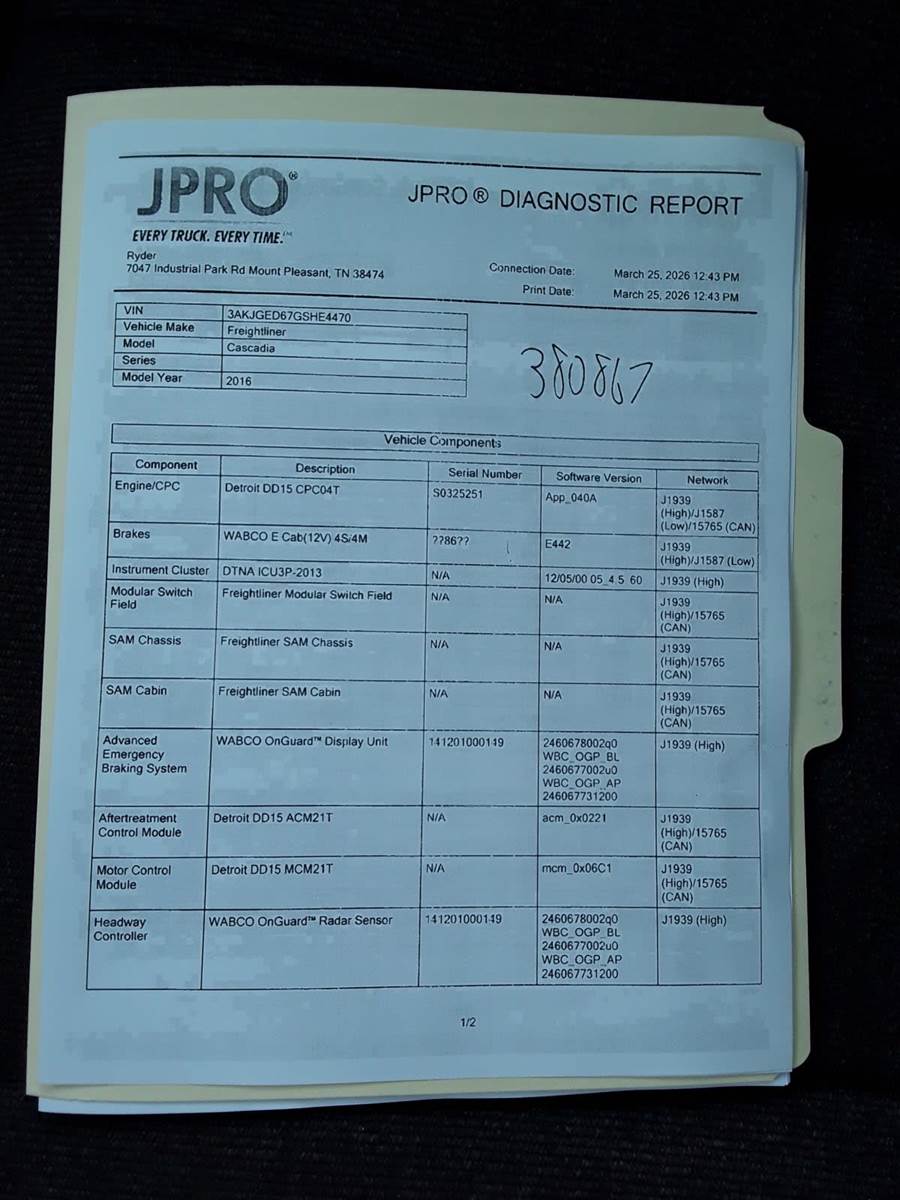 JPRO®
JPRO® DIAGNOSTIC REPORT
EVERY TRUCK. EVERY TIME.™
Ryder
7047 Industrial Park Rd Mount Pleasant, TN 38474
Connection Date: March 25, 2026 12:43 PM
Print Date: March 25, 2026 12:43 PM
VIN 3AKJGED67GSHE4470
Vehicle Make Freightliner
Model Cascadia
Series
Model Year 2016
380867
Vehicle Components
Component Description Serial Number Software Version Network
Engine/CPC Detroit DD15 CPC04T S0325251 App_040A J1939
(High)/J1587
(Low)/15765 (CAN)
Brakes WABCO E Cab(12V) 4S/4M ??86?? E442 J1939
(High)/J1587 (Low)
Instrument Cluster DTNA ICU3P-2013 N/A 12/05/00 05_4.5 60 J1939 (High)
Modular Switch Freightliner Modular Switch Field N/A N/A J1939
Field (High)/15765
(CAN)
SAM Chassis Freightliner SAM Chassis N/A N/A J1939
(High)/15765
(CAN)
SAM Cabin Freightliner SAM Cabin N/A N/A J1939
(High)/15765
(CAN)
Advanced WABCO OnGuard™ Display Unit 141201000149 2460678002q0 J1939 (High)
Emergency WBC_OGP_BL
Braking System 2460677002u0
WBC_OGP_AP
246067731200
Aftertreatment Detroit DD15 ACM21T N/A acm_0x0221 J1939
Control Module (High)/15765
(CAN)
Motor Control Detroit DD15 MCM21T N/A mcm_0x06C1 J1939
Module (High)/15765
(CAN)
Headway WABCO OnGuard™ Radar Sensor 141201000149 2460678002q0 J1939 (High)
Controller WBC_OGP_BL
2460677002u0
WBC_OGP_AP
246067731200
1/2